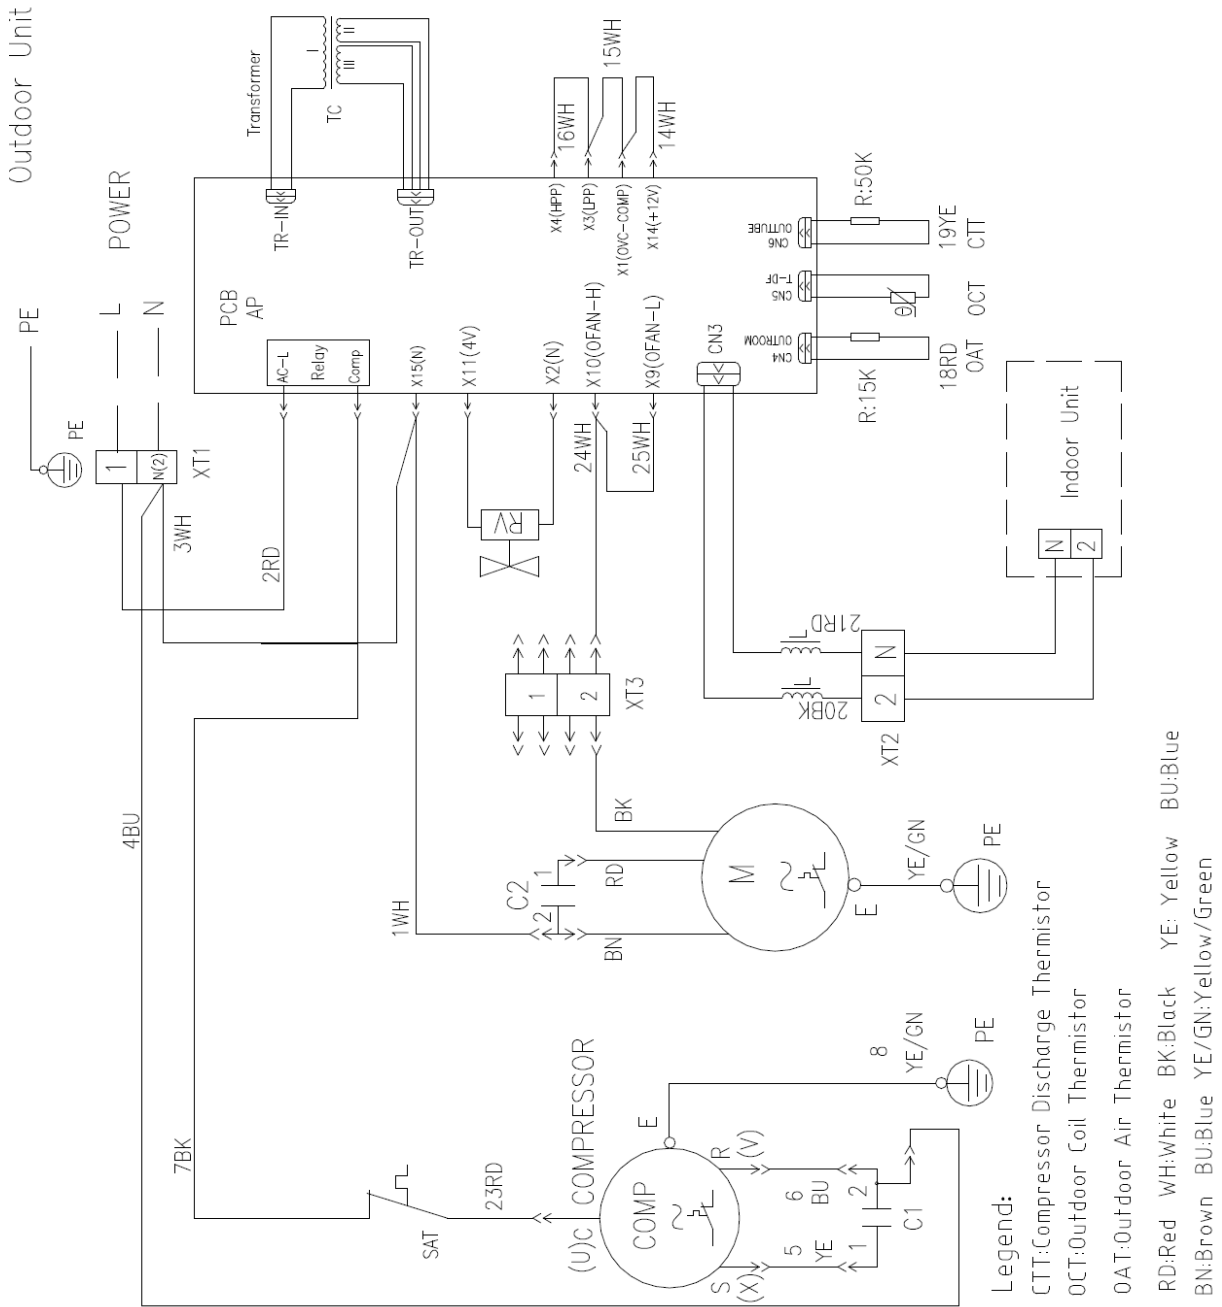 Outdoor Unit
POWER
PE
L
N
PE
1
N(2)
XT1
3WH
2RD
4BU
7BK
1WH
Transformer
I
II
III
TC
TR-IN
TR-OUT
PCB
AP
AC-L
Relay
Comp
X15(N)
X11(4V)
X2(N)
X10(OFAN-H)
X9(OFAN-L)
X4(HPP)
X3(LPP)
X1(OVC-COMP)
X14(+12V)
16WH
15WH
14WH
24WH
25WH
RV
CN3
CN6
OUTTUBE
CN5
T-DF
CN4
OUTROOM
R:50K
19YE
CTT
θ
OCT
R:15K
18RD
OAT
Indoor Unit
N
2
L
21RD
L
20BK
N
2
XT2
1
2
XT3
BK
RD
BN
C2
1
2
M
E
YE/GN
PE
SAT
23RD
(U)C COMPRESSOR
COMP
E
8
YE/GN
PE
R
(V)
S
(X)
6
BU
5
YE
2
1
C1
Legend:
CTT:Compressor Discharge Thermistor
OCT:Outdoor Coil Thermistor
OAT:Outdoor Air Thermistor
RD:Red WH:White BK:Black YE: Yellow BU:Blue
BN:Brown BU:Blue YE/GN:Yellow/Green